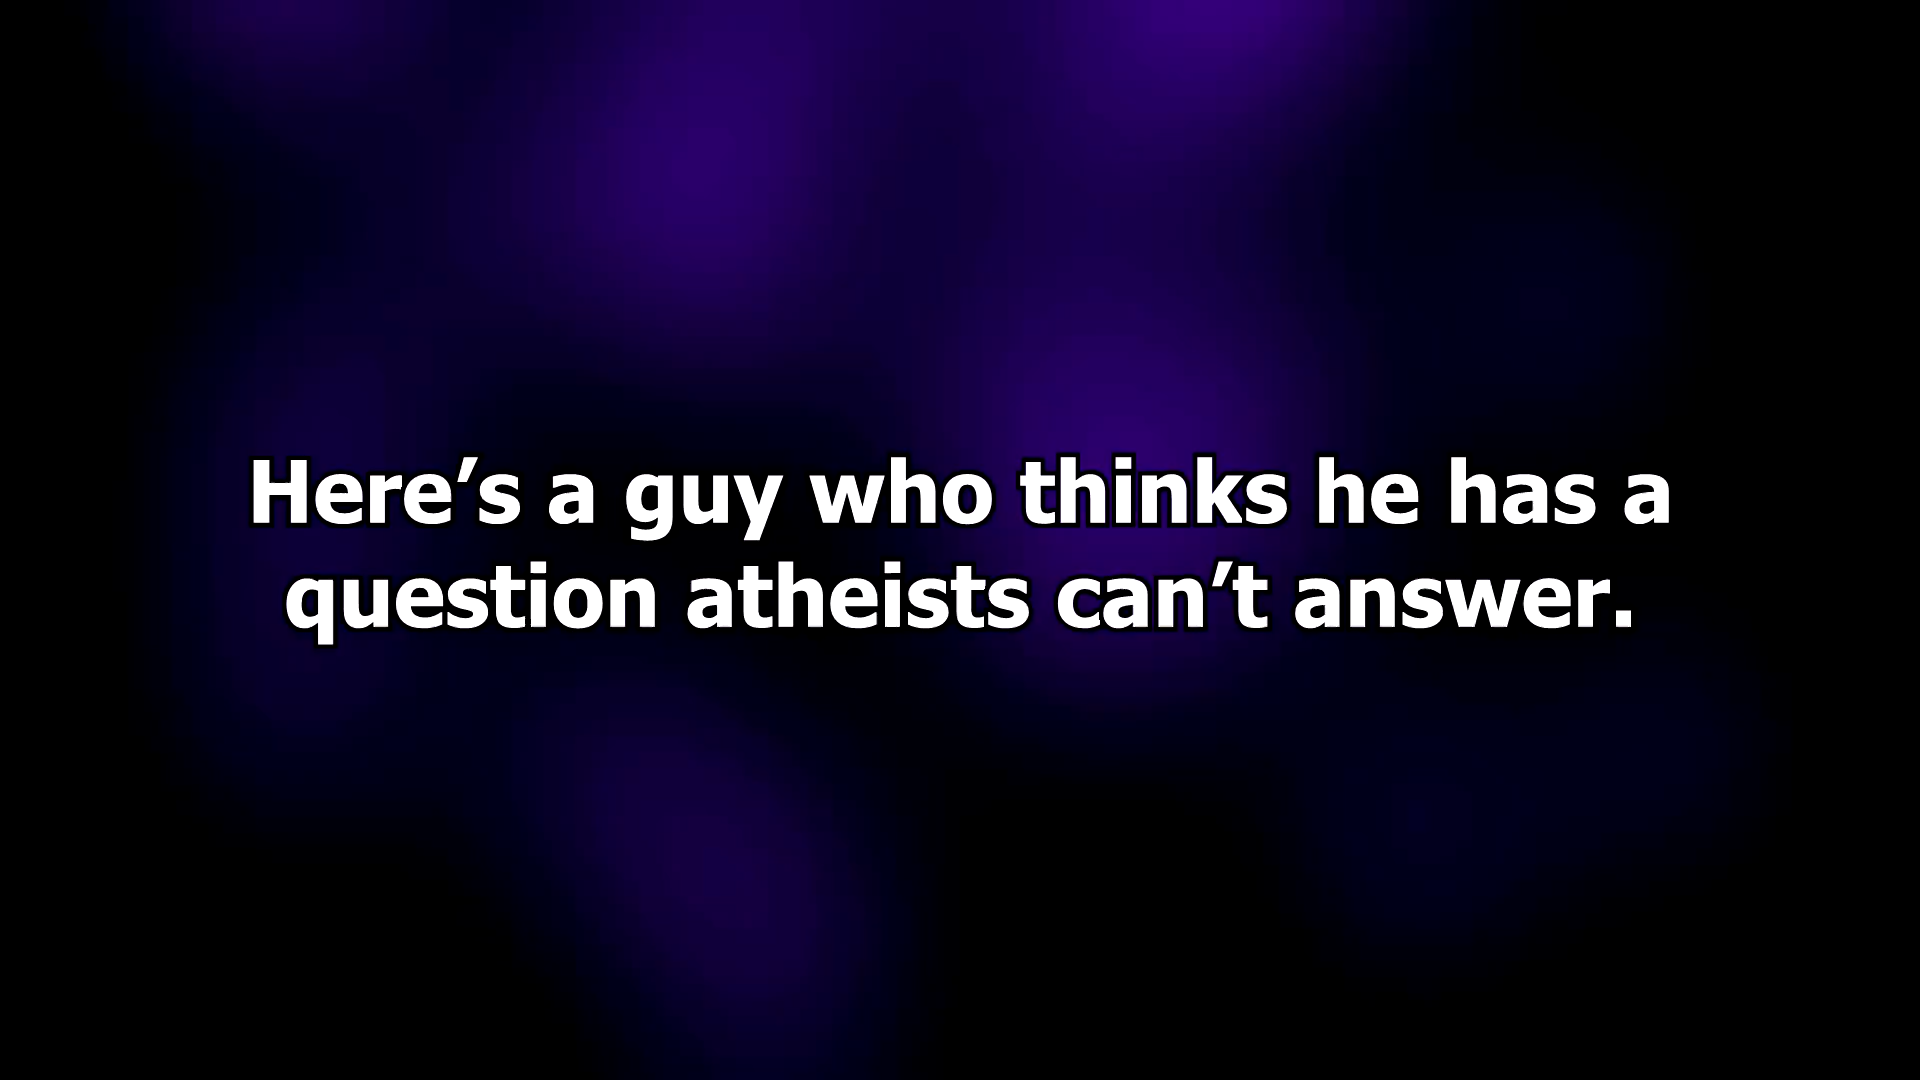 Here’s a guy who thinks he has a
question atheists can’t answer.